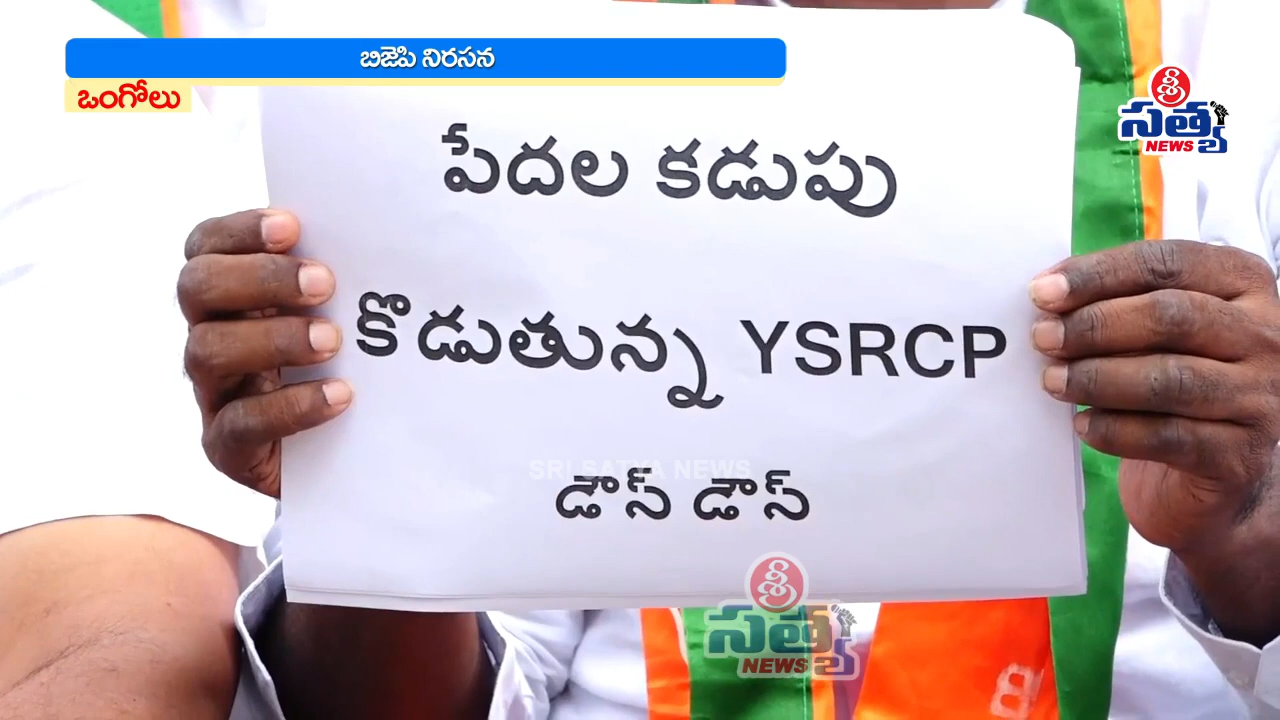 బిజెపి నిరసన
ఒంగోలు
శ్రీ
సత్య
NEWS
పేదల కడుపు
కొడుతున్న YSRCP
డౌన్ డౌన్
SRI SATYA NEWS
శ్రీ
సత్య
NEWS
B